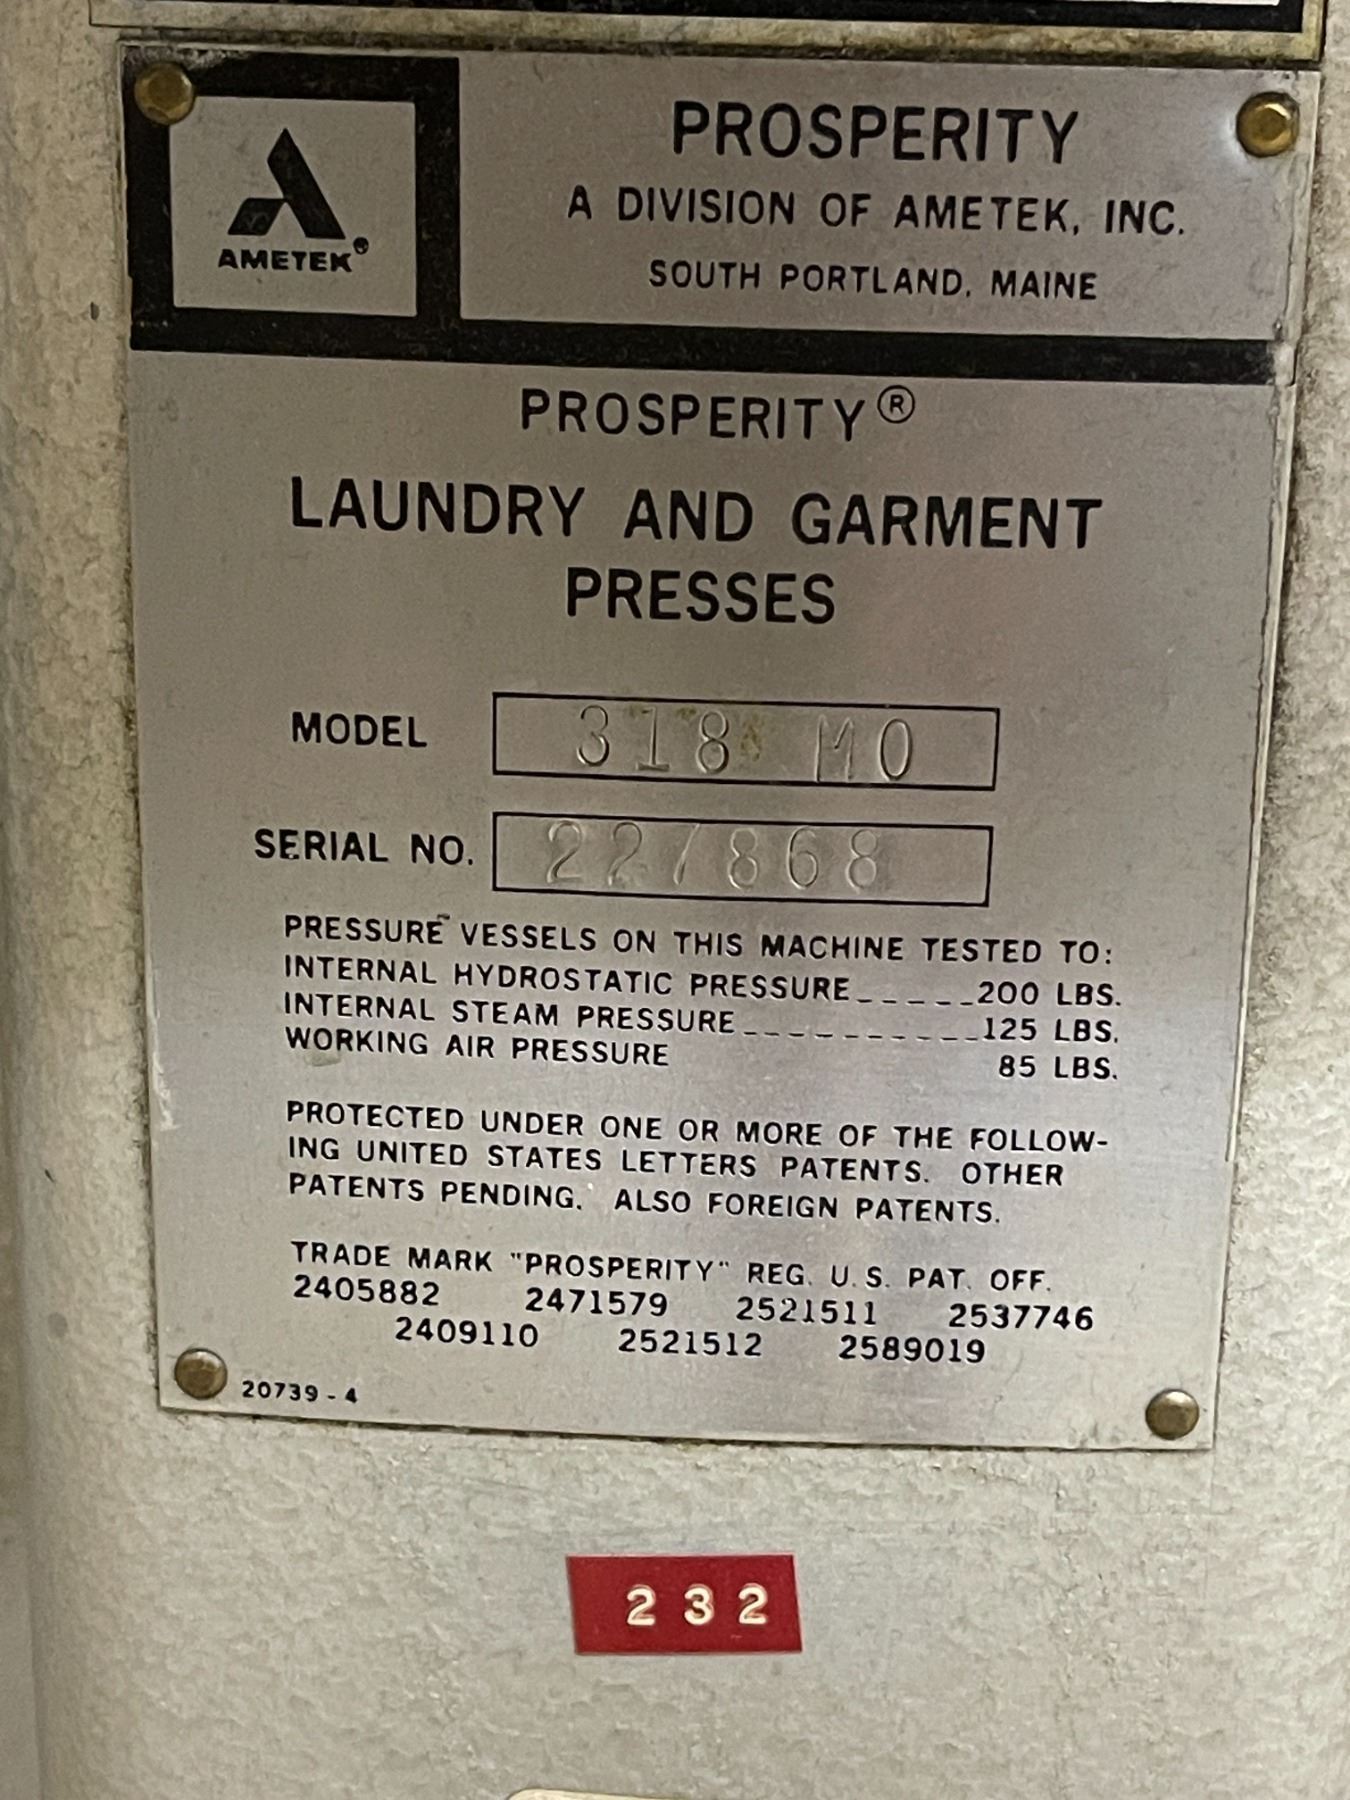 AMETEK®
PROSPERITY
A DIVISION OF AMETEK, INC.
SOUTH PORTLAND, MAINE
PROSPERITY®
LAUNDRY AND GARMENT
PRESSES
MODEL 318 MO
SERIAL NO. 227868
PRESSURE VESSELS ON THIS MACHINE TESTED TO:
INTERNAL HYDROSTATIC PRESSURE_____200 LBS.
INTERNAL STEAM PRESSURE__________125 LBS.
WORKING AIR PRESSURE 85 LBS.
PROTECTED UNDER ONE OR MORE OF THE FOLLOW-
ING UNITED STATES LETTERS PATENTS. OTHER
PATENTS PENDING. ALSO FOREIGN PATENTS.
TRADE MARK "PROSPERITY" REG. U.S. PAT. OFF.
2405882 2471579 2521511 2537746
2409110 2521512 2589019
20739-4
232